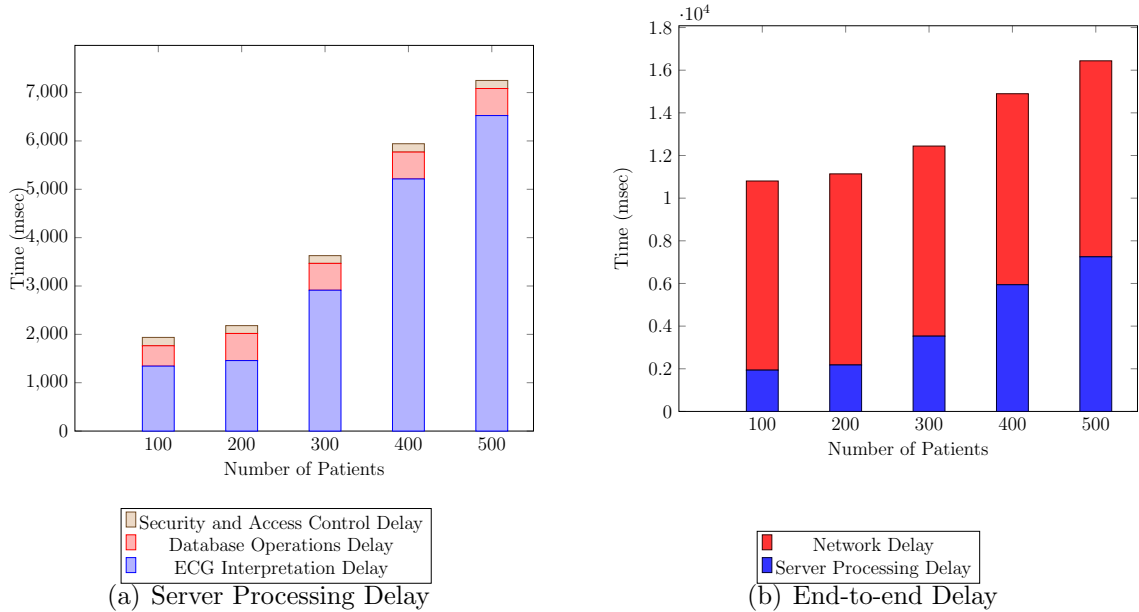 7,000
6,000
5,000
4,000
3,000
2,000
1,000
0
Time (msec)
100 200 300 400 500
Number of Patients
Security and Access Control Delay
Database Operations Delay
ECG Interpretation Delay
(a) Server Processing Delay
·10⁴
1.8
1.6
1.4
1.2
1
0.8
0.6
0.4
0.2
0
Time (msec)
100 200 300 400 500
Number of Patients
Network Delay
Server Processing Delay
(b) End-to-end Delay